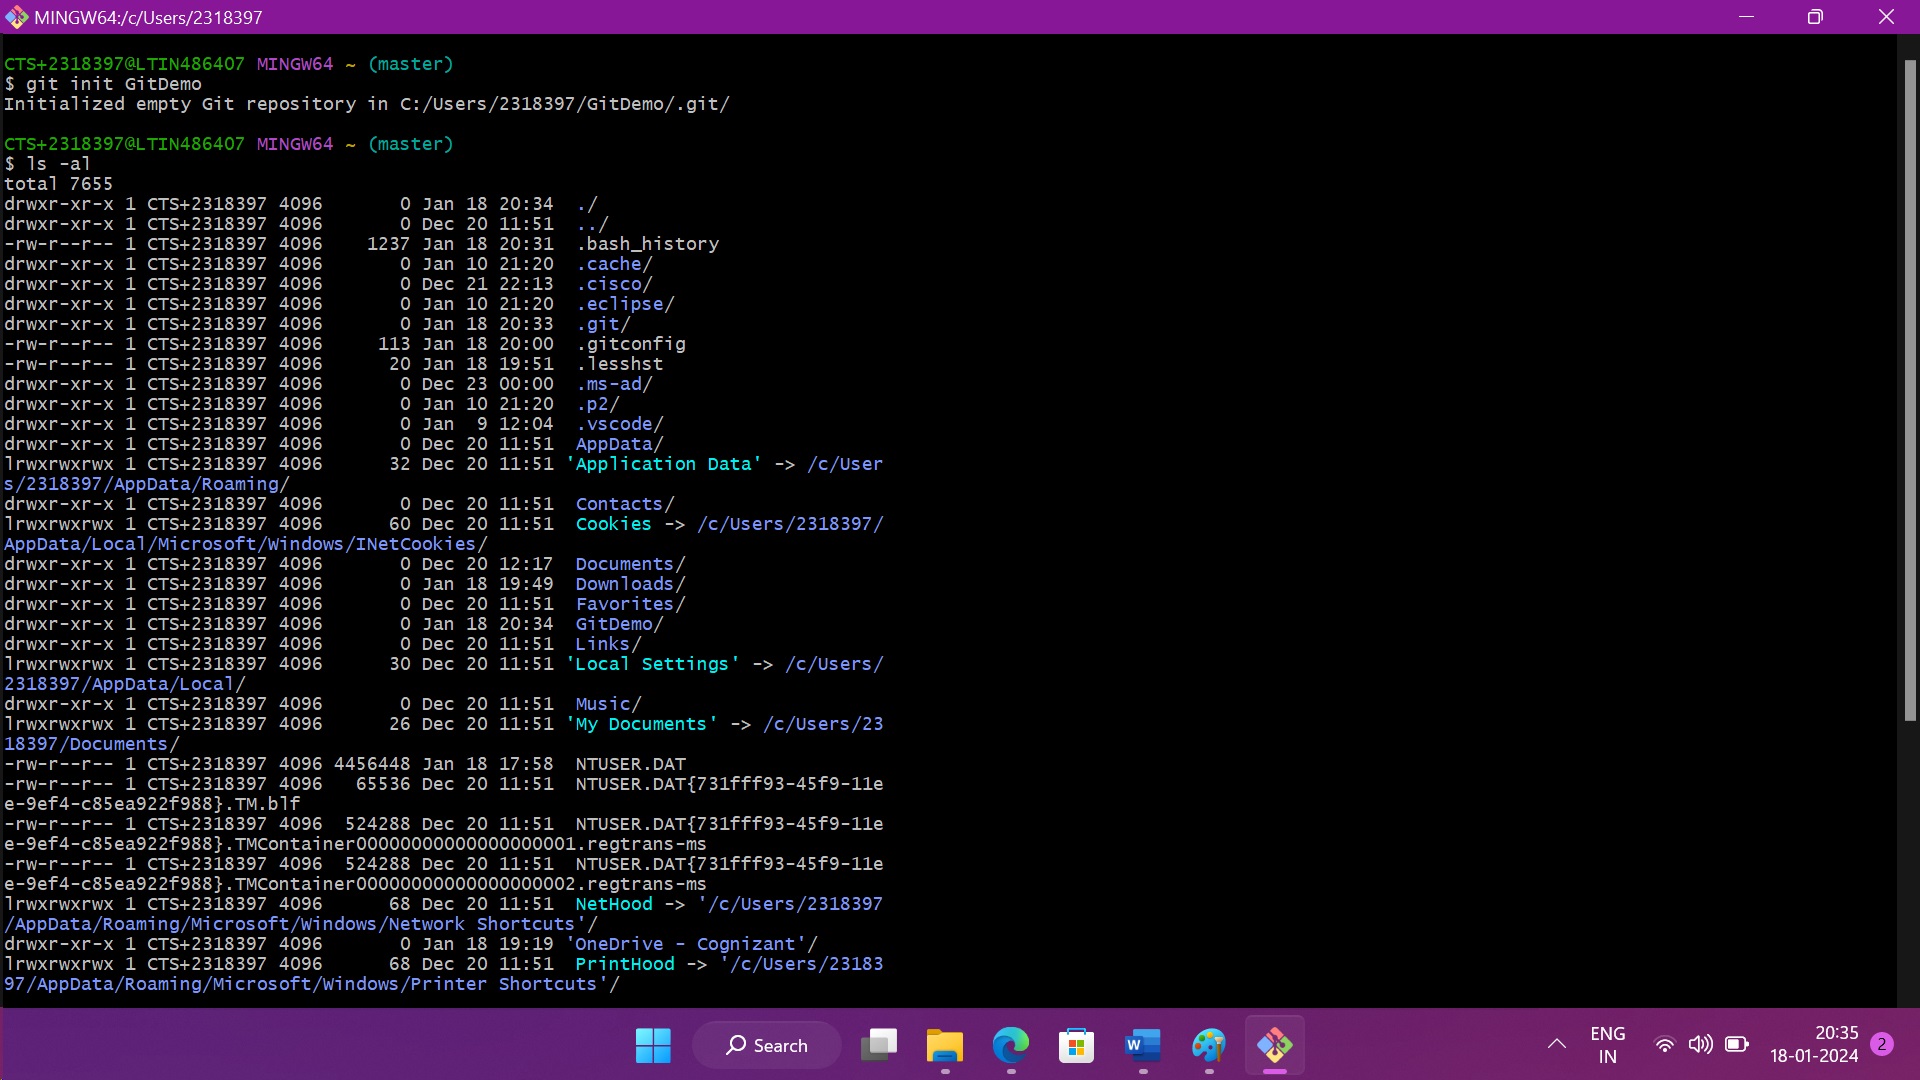 MINGW64:/c/Users/2318397
CTS+2318397@LTIN486407 MINGW64 ~ (master)
$ git init GitDemo
Initialized empty Git repository in C:/Users/2318397/GitDemo/.git/
CTS+2318397@LTIN486407 MINGW64 ~ (master)
$ ls -al
total 7655
drwxr-xr-x 1 CTS+2318397 4096       0 Jan 18 20:34  ./
drwxr-xr-x 1 CTS+2318397 4096       0 Dec 20 11:51  ../
-rw-r--r-- 1 CTS+2318397 4096    1237 Jan 18 20:31  .bash_history
drwxr-xr-x 1 CTS+2318397 4096       0 Jan 10 21:20  .cache/
drwxr-xr-x 1 CTS+2318397 4096       0 Dec 21 22:13  .cisco/
drwxr-xr-x 1 CTS+2318397 4096       0 Jan 10 21:20  .eclipse/
drwxr-xr-x 1 CTS+2318397 4096       0 Jan 18 20:33  .git/
-rw-r--r-- 1 CTS+2318397 4096     113 Jan 18 20:00  .gitconfig
-rw-r--r-- 1 CTS+2318397 4096      20 Jan 18 19:51  .lesshst
drwxr-xr-x 1 CTS+2318397 4096       0 Dec 23 00:00  .ms-ad/
drwxr-xr-x 1 CTS+2318397 4096       0 Jan 10 21:20  .p2/
drwxr-xr-x 1 CTS+2318397 4096       0 Jan  9 12:04  .vscode/
drwxr-xr-x 1 CTS+2318397 4096       0 Dec 20 11:51  AppData/
lrwxrwxrwx 1 CTS+2318397 4096      32 Dec 20 11:51 'Application Data' -> /c/User
s/2318397/AppData/Roaming/
drwxr-xr-x 1 CTS+2318397 4096       0 Dec 20 11:51  Contacts/
lrwxrwxrwx 1 CTS+2318397 4096      60 Dec 20 11:51  Cookies -> /c/Users/2318397/
AppData/Local/Microsoft/Windows/INetCookies/
drwxr-xr-x 1 CTS+2318397 4096       0 Dec 20 12:17  Documents/
drwxr-xr-x 1 CTS+2318397 4096       0 Jan 18 19:49  Downloads/
drwxr-xr-x 1 CTS+2318397 4096       0 Dec 20 11:51  Favorites/
drwxr-xr-x 1 CTS+2318397 4096       0 Jan 18 20:34  GitDemo/
drwxr-xr-x 1 CTS+2318397 4096       0 Dec 20 11:51  Links/
lrwxrwxrwx 1 CTS+2318397 4096      30 Dec 20 11:51 'Local Settings' -> /c/Users/
2318397/AppData/Local/
drwxr-xr-x 1 CTS+2318397 4096       0 Dec 20 11:51  Music/
lrwxrwxrwx 1 CTS+2318397 4096      26 Dec 20 11:51 'My Documents' -> /c/Users/23
18397/Documents/
-rw-r--r-- 1 CTS+2318397 4096 4456448 Jan 18 17:58  NTUSER.DAT
-rw-r--r-- 1 CTS+2318397 4096   65536 Dec 20 11:51  NTUSER.DAT{731fff93-45f9-11e
e-9ef4-c85ea922f988}.TM.blf
-rw-r--r-- 1 CTS+2318397 4096  524288 Dec 20 11:51  NTUSER.DAT{731fff93-45f9-11e
e-9ef4-c85ea922f988}.TMContainer00000000000000000001.regtrans-ms
-rw-r--r-- 1 CTS+2318397 4096  524288 Dec 20 11:51  NTUSER.DAT{731fff93-45f9-11e
e-9ef4-c85ea922f988}.TMContainer00000000000000000002.regtrans-ms
lrwxrwxrwx 1 CTS+2318397 4096      68 Dec 20 11:51  NetHood -> '/c/Users/2318397
/AppData/Roaming/Microsoft/Windows/Network Shortcuts'/
drwxr-xr-x 1 CTS+2318397 4096       0 Jan 18 19:19 'OneDrive - Cognizant'/
lrwxrwxrwx 1 CTS+2318397 4096      68 Dec 20 11:51  PrintHood -> '/c/Users/23183
97/AppData/Roaming/Microsoft/Windows/Printer Shortcuts'/
Search
W
ENG
IN
20:35
18-01-2024
2